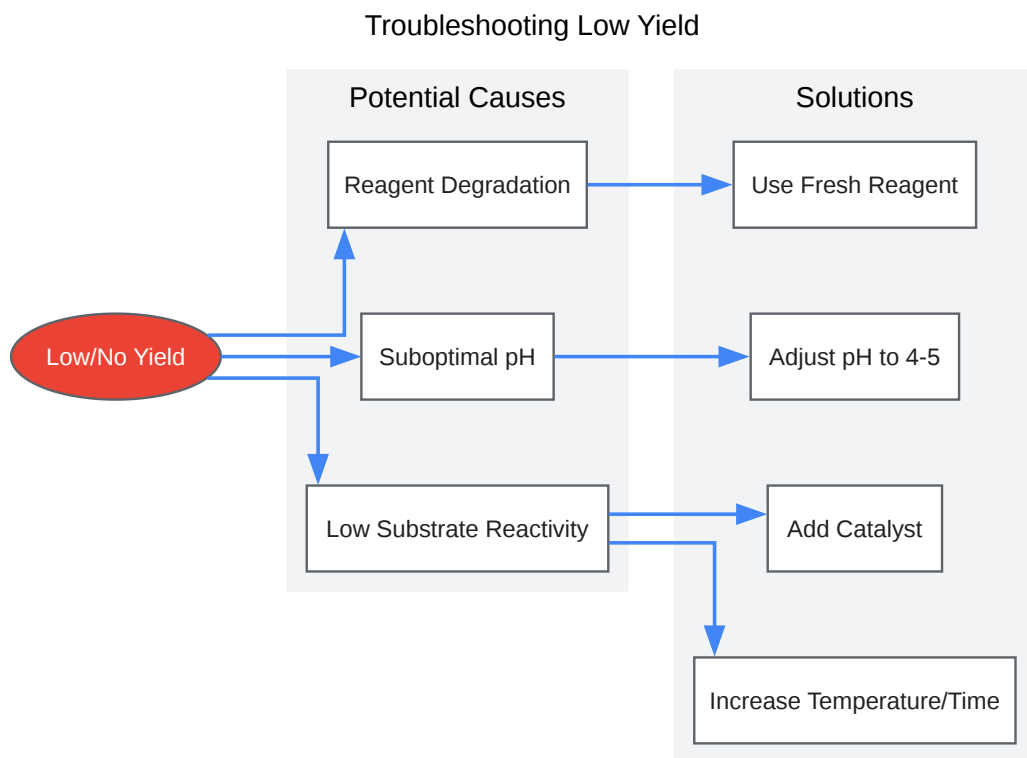 Troubleshooting Low Yield
Potential Causes
Solutions
Reagent Degradation
Use Fresh Reagent
Low/No Yield
Suboptimal pH
Adjust pH to 4-5
Low Substrate Reactivity
Add Catalyst
Increase Temperature/Time